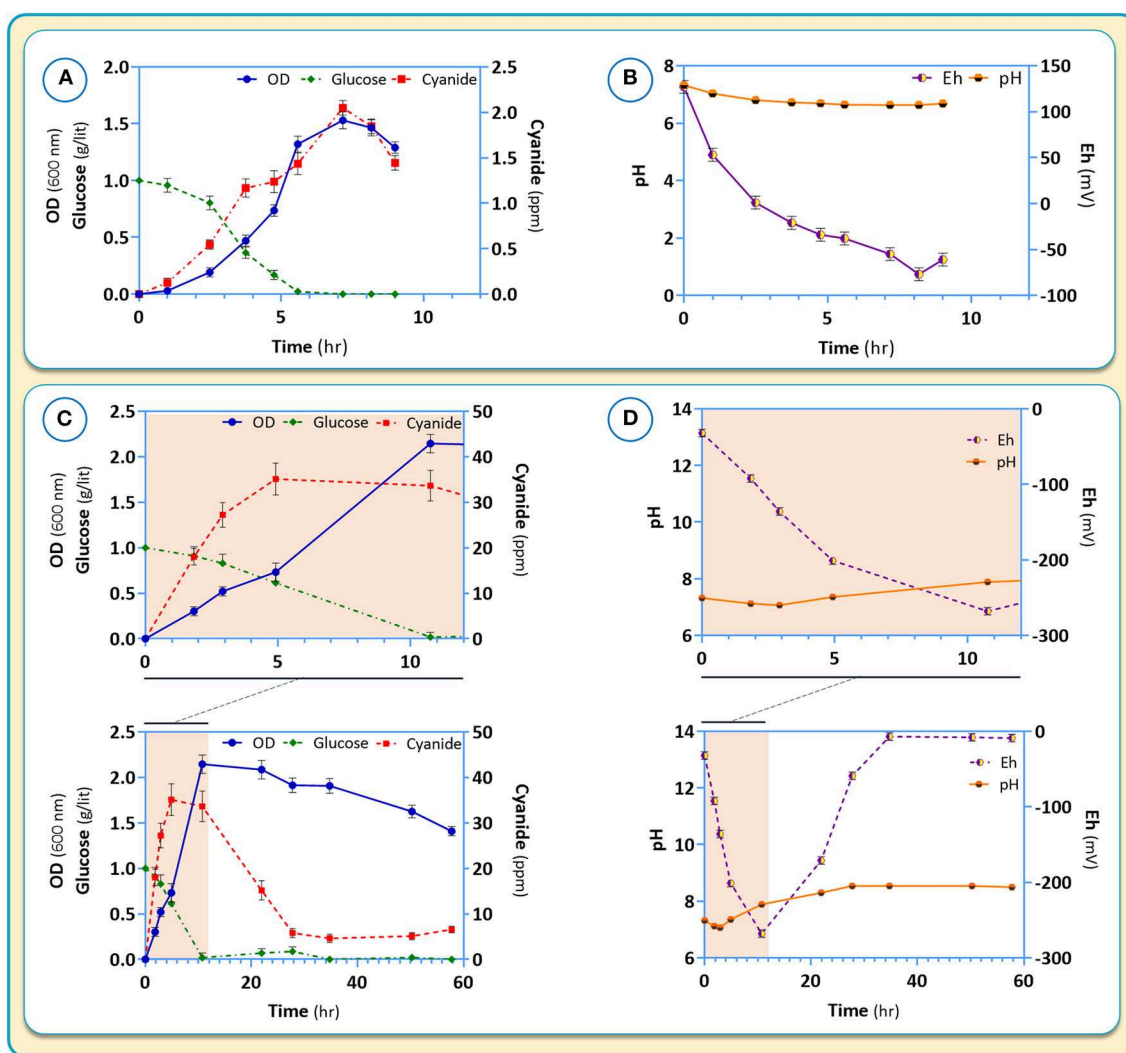 A
OD Glucose Cyanide
2.0
1.5
1.0
0.5
0.0
2.5
2.0
1.5
1.0
0.5
0.0
0 5 10
OD (600 nm)
Glucose (g/lit)
Cyanide (ppm)
Time (hr)
B
Eh pH
8
6
4
2
0
150
100
50
0
-50
-100
0 5 10
pH
Eh (mV)
Time (hr)
C
OD Glucose Cyanide
2.5
2.0
1.5
1.0
0.5
0.0
50
40
30
20
10
0
0 5 10
OD (600 nm)
Glucose (g/lit)
Cyanide (ppm)
D
Eh
pH
14
12
10
8
6
0
-100
-200
-300
0 5 10
pH
Eh (mV)
OD Glucose Cyanide
2.5
2.0
1.5
1.0
0.5
0.0
50
40
30
20
10
0
0 20 40 60
OD (600 nm)
Glucose (g/lit)
Cyanide (ppm)
Time (hr)
Eh
pH
14
12
10
8
6
0
-100
-200
-300
0 20 40 60
pH
Eh (mV)
Time (hr)